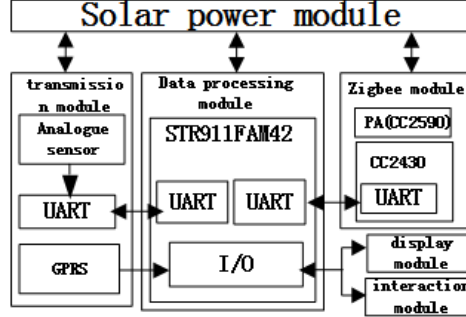 Solar power module
transmissio
n module
Analogue
sensor
UART
GPRS
Data processing
module
STR911FAM42
UART
UART
I/O
Zigbee module
PA(CC2590)
CC2430
UART
display
module
interaction
module